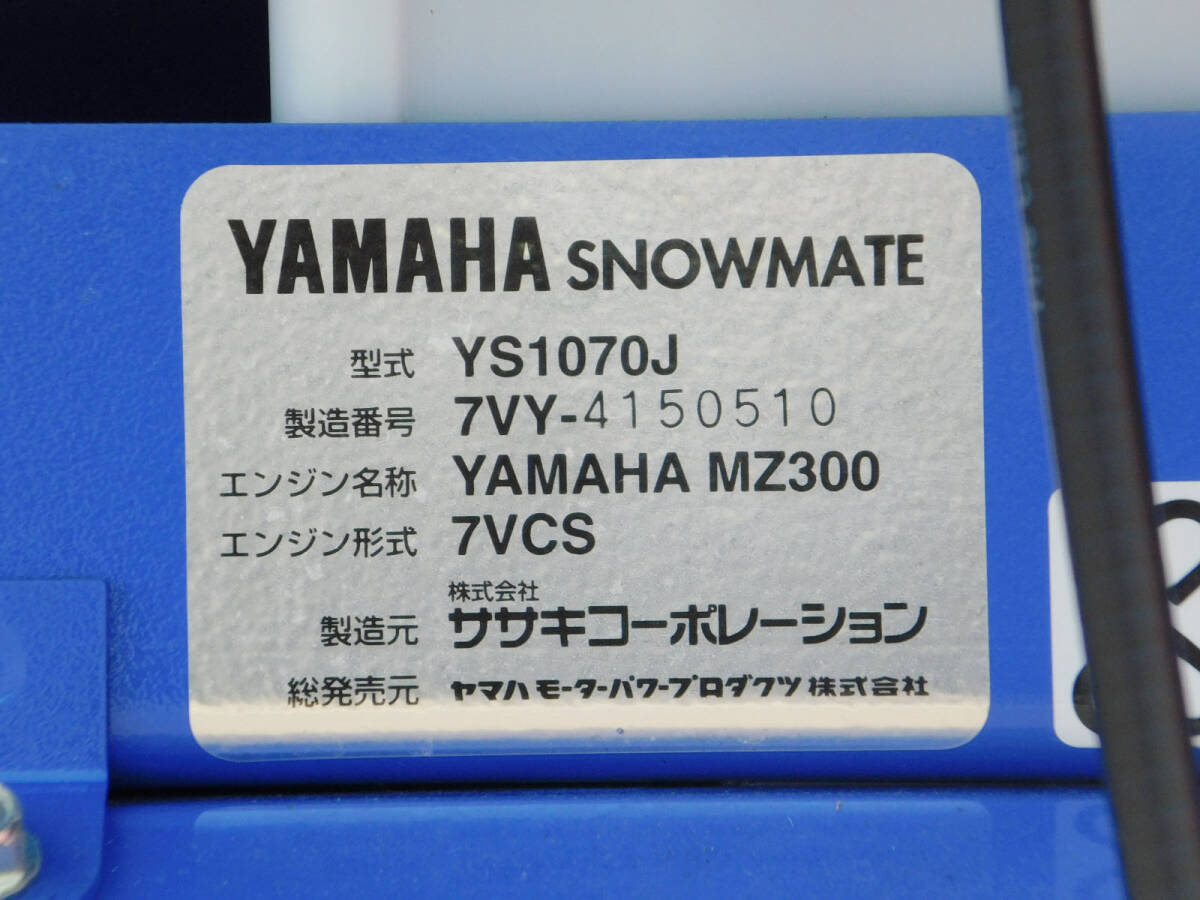 YAMAHA SNOWMATE
型式 YS1070J
製造番号 7VY-4150510
エンジン名称 YAMAHA MZ300
エンジン形式 7VCS
株式会社
製造元 ササキコーポレーション
総発売元 ヤマハモーターパワープロダクツ株式会社